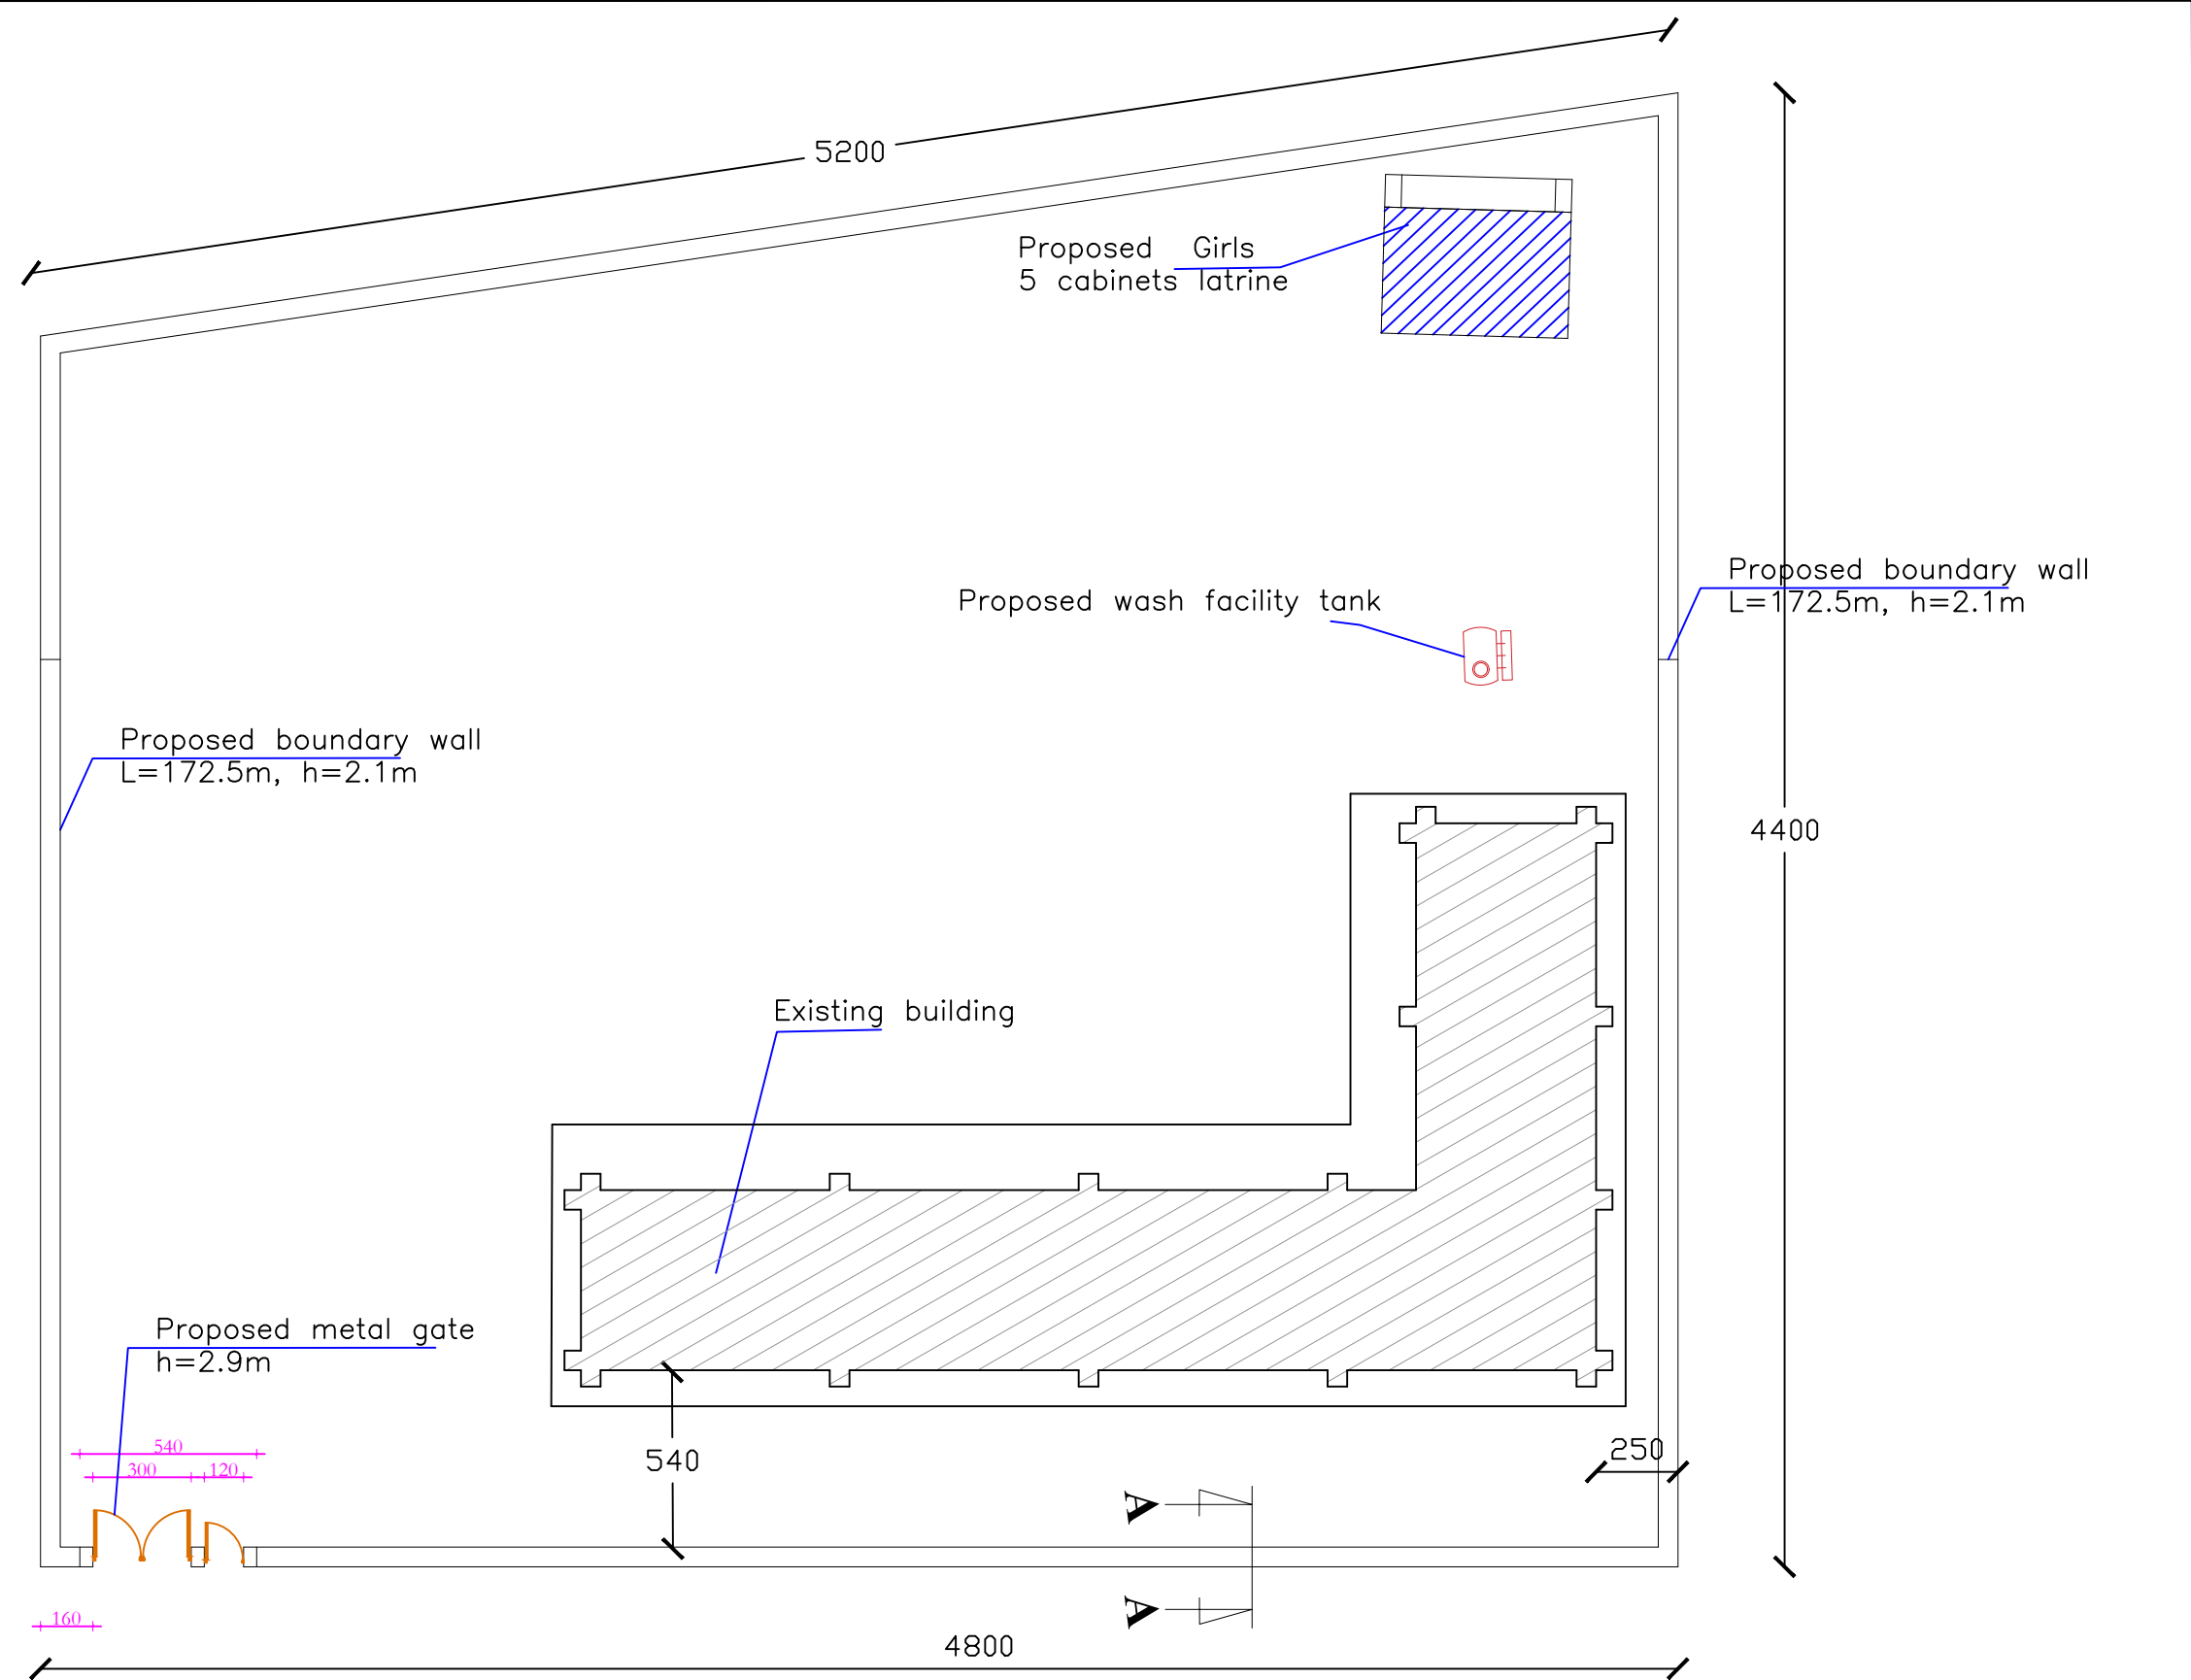 5200
Proposed Girls
5 cabinets latrine
Proposed wash facility tank
Proposed boundary wall
L=172.5m, h=2.1m
Proposed boundary wall
L=172.5m, h=2.1m
4400
Existing building
Proposed metal gate
h=2.9m
540
300
120
540
250
A
A
160
4800